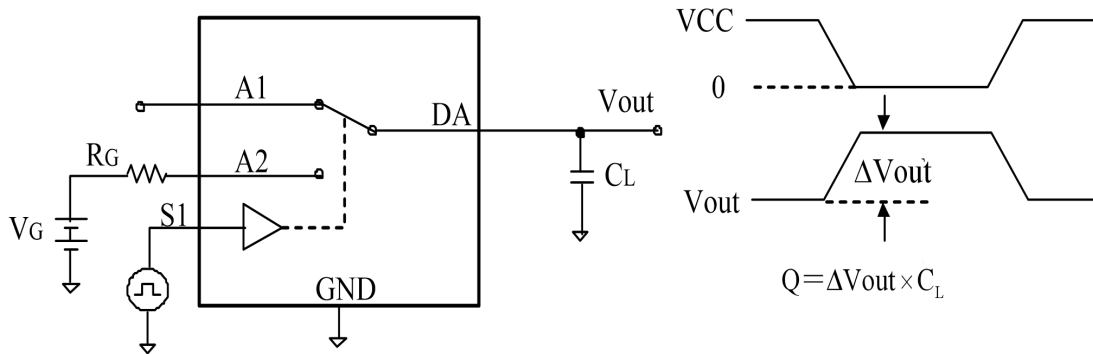 A1
DA
Vout
RG
A2
CL
S1
VG
GND
VCC
0
ΔVout
Vout
Q=ΔVout×CL